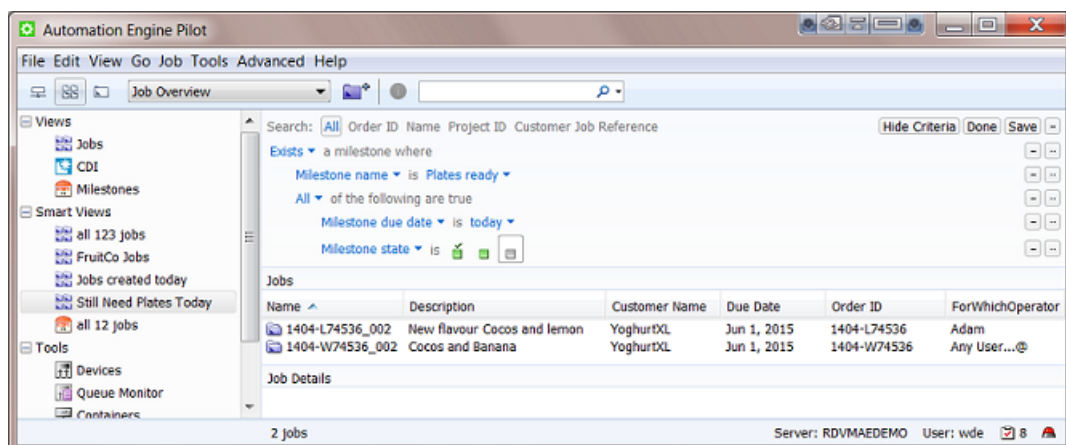 Automation Engine Pilot
File Edit View Go Job Tools Advanced Help
Job Overview
Views
Jobs
CDI
Milestones
Smart Views
all 123 jobs
FruitCo Jobs
Jobs created today
Still Need Plates Today
all 12 jobs
Tools
Devices
Queue Monitor
Containers
Search: All Order ID Name Project ID Customer Job Reference Hide Criteria Done Save
Exists a milestone where
Milestone name is Plates ready
All of the following are true
Milestone due date is today
Milestone state is
Jobs
Name Description Customer Name Due Date Order ID ForWhichOperator
1404-L74536_002 New flavour Cocos and lemon YoghurtXL Jun 1, 2015 1404-L74536 Adam
1404-W74536_002 Cocos and Banana YoghurtXL Jun 1, 2015 1404-W74536 Any User...@
Job Details
2 jobs Server: RDVMAEDEMO User: wde 8